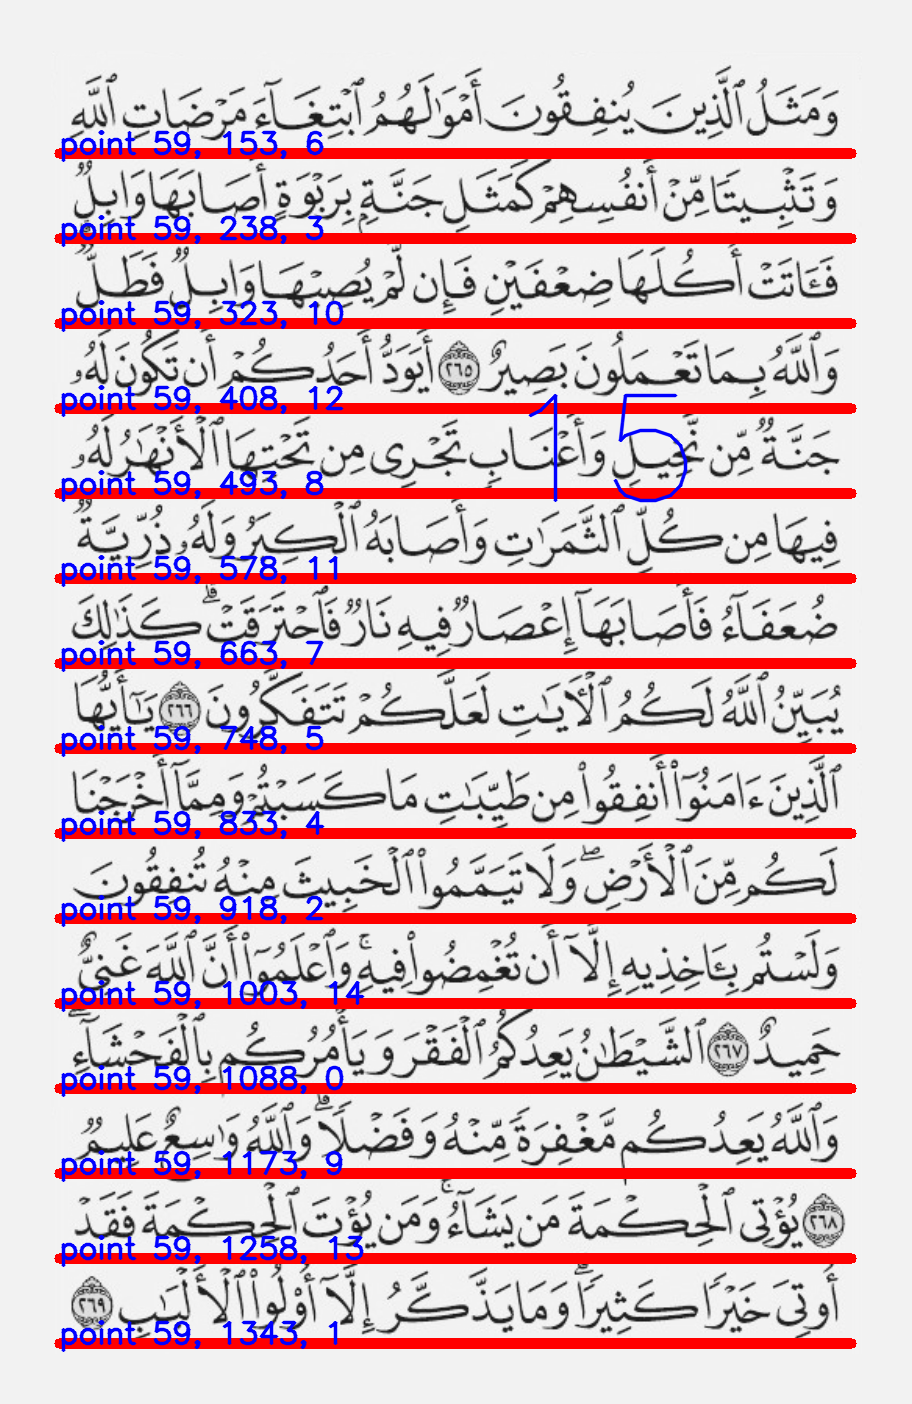 وَمَثَلُ ٱلَّذِينَ يُنفِقُونَ أَمْوَٰلَهُمُ ٱبْتِغَآءَ مَرْضَاتِ ٱللَّهِ
point 59, 153, 6
وَتَثْبِيتًا مِّنْ أَنفُسِهِمْ كَمَثَلِ جَنَّةٍۭ بِرَبْوَةٍ أَصَابَهَا وَابِلٌ
point 59, 238, 3
فَـَٔاتَتْ أُكُلَهَا ضِعْفَيْنِ فَإِن لَّمْ يُصِبْهَا وَابِلٌ فَطَلٌّ
point 59, 323, 10
وَٱللَّهُ بِمَا تَعْمَلُونَ بَصِيرٌ ٢٦٥ أَيَوَدُّ أَحَدُكُمْ أَن تَكُونَ لَهُۥ
point 59, 408, 12
15
جَنَّةٌ مِّن نَّخِيلٍ وَأَعْنَابٍ تَجْرِى مِن تَحْتِهَا ٱلْأَنْهَٰرُ لَهُۥ
point 59, 493, 8
فِيهَا مِن كُلِّ ٱلثَّمَرَٰتِ وَأَصَابَهُ ٱلْكِبَرُ وَلَهُۥ ذُرِّيَّةٌ
point 59, 578, 11
ضُعَفَآءُ فَأَصَابَهَآ إِعْصَارٌ فِيهِ نَارٌ فَٱحْتَرَقَتْ ۗ كَذَٰلِكَ
point 59, 663, 7
يُبَيِّنُ ٱللَّهُ لَكُمُ ٱلْـَٔايَٰتِ لَعَلَّكُمْ تَتَفَكَّرُونَ ٢٦٦ يَٰٓأَيُّهَا
point 59, 748, 5
ٱلَّذِينَ ءَامَنُوٓا۟ أَنفِقُوا۟ مِن طَيِّبَٰتِ مَا كَسَبْتُمْ وَمِمَّآ أَخْرَجْنَا
point 59, 833, 4
لَكُم مِّنَ ٱلْأَرْضِ ۖ وَلَا تَيَمَّمُوا۟ ٱلْخَبِيثَ مِنْهُ تُنفِقُونَ
point 59, 918, 2
وَلَسْتُم بِـَٔاخِذِيهِ إِلَّآ أَن تُغْمِضُوا۟ فِيهِ ۚ وَٱعْلَمُوٓا۟ أَنَّ ٱللَّهَ غَنِىٌّ
point 59, 1003, 14
حَمِيدٌ ٢٦٧ ٱلشَّيْطَٰنُ يَعِدُكُمُ ٱلْفَقْرَ وَيَأْمُرُكُم بِٱلْفَحْشَآءِ ۖ
point 59, 1088, 0
وَٱللَّهُ يَعِدُكُم مَّغْفِرَةً مِّنْهُ وَفَضْلًا ۗ وَٱللَّهُ وَٰسِعٌ عَلِيمٌ
point 59, 1173, 9
٢٦٨ يُؤْتِى ٱلْحِكْمَةَ مَن يَشَآءُ ۚ وَمَن يُؤْتَ ٱلْحِكْمَةَ فَقَدْ
point 59, 1258, 13
أُوتِىَ خَيْرًا كَثِيرًا ۗ وَمَا يَذَّكَّرُ إِلَّآ أُو۟لُوا۟ ٱلْأَلْبَٰبِ ٢٦٩
point 59, 1343, 1